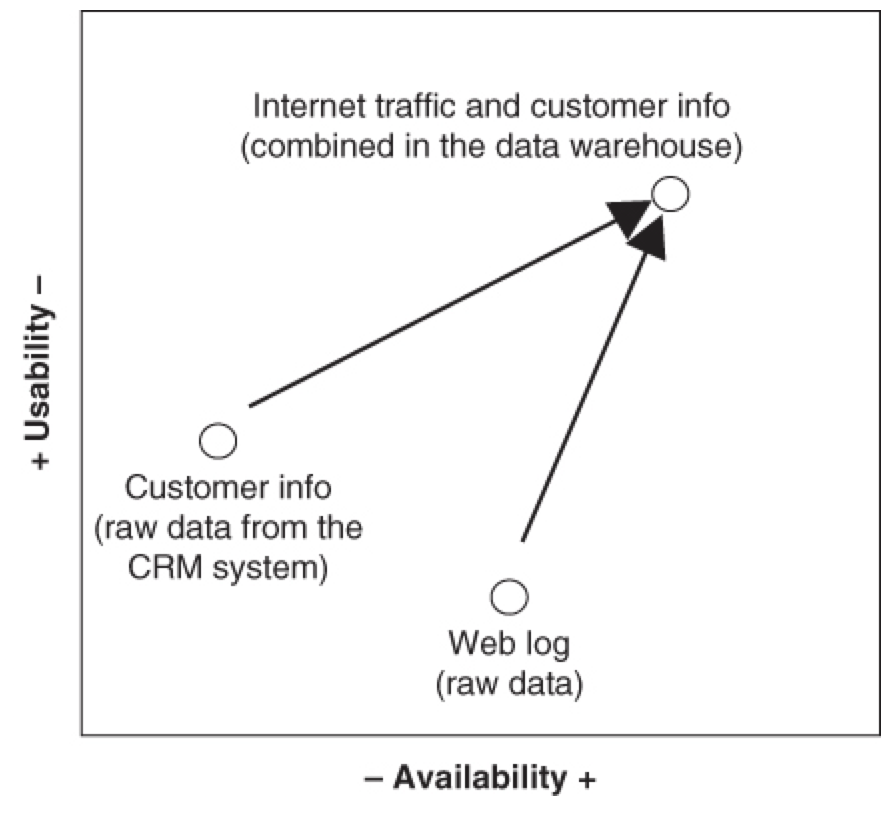 Internet traffic and customer info
(combined in the data warehouse)
+ Usability –
Customer info
(raw data from the
CRM system)
Web log
(raw data)
– Availability +